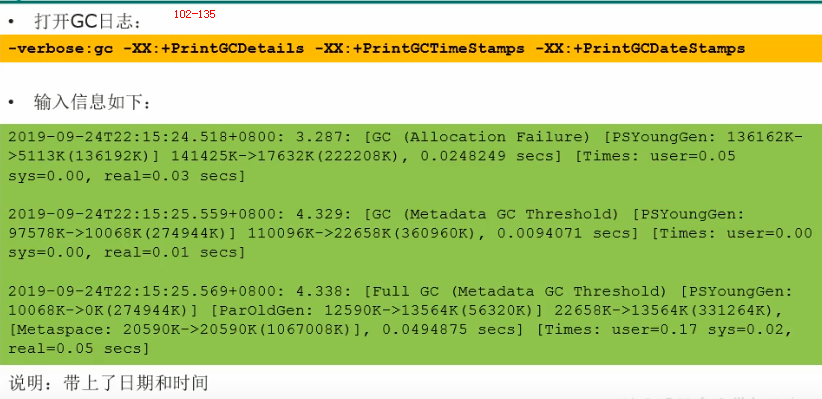 • 打开GC日志：
102-135
-verbose:gc -XX:+PrintGCDetails -XX:+PrintGCTimeStamps -XX:+PrintGCDateStamps
• 输入信息如下：
2019-09-24T22:15:24.518+0800: 3.287: [GC (Allocation Failure) [PSYoungGen: 136162K-
>5113K(136192K)] 141425K->17632K(222208K), 0.0248249 secs] [Times: user=0.05
sys=0.00, real=0.03 secs]
2019-09-24T22:15:25.559+0800: 4.329: [GC (Metadata GC Threshold) [PSYoungGen:
97578K->10068K(274944K)] 110096K->22658K(360960K), 0.0094071 secs] [Times: user=0.00
sys=0.00, real=0.01 secs]
2019-09-24T22:15:25.569+0800: 4.338: [Full GC (Metadata GC Threshold) [PSYoungGen:
10068K->0K(274944K)] [ParOldGen: 12590K->13564K(56320K)] 22658K->13564K(331264K),
[Metaspace: 20590K->20590K(1067008K)], 0.0494875 secs] [Times: user=0.17 sys=0.02,
real=0.05 secs]
说明：带上了日期和时间